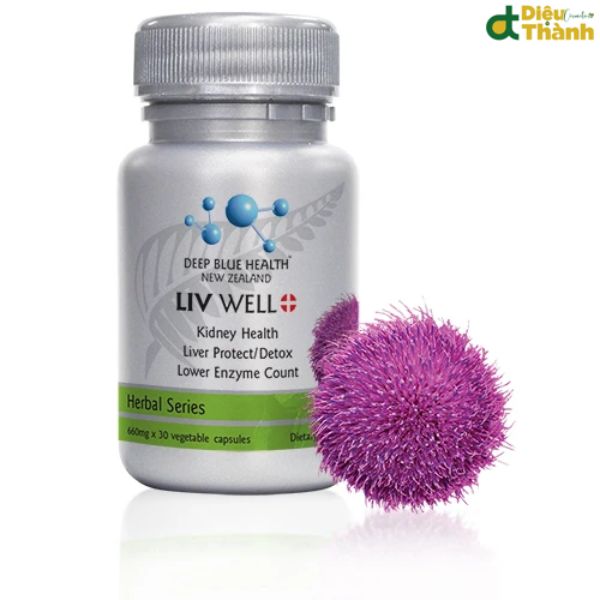 Diệu Cosmetics
Thành
DEEP BLUE HEALTH
NEW ZEALAND
LIV WELL
Kidney Health
Liver Protect/Detox
Lower Enzyme Count
Herbal Series
660mg x 30 vegetable capsules